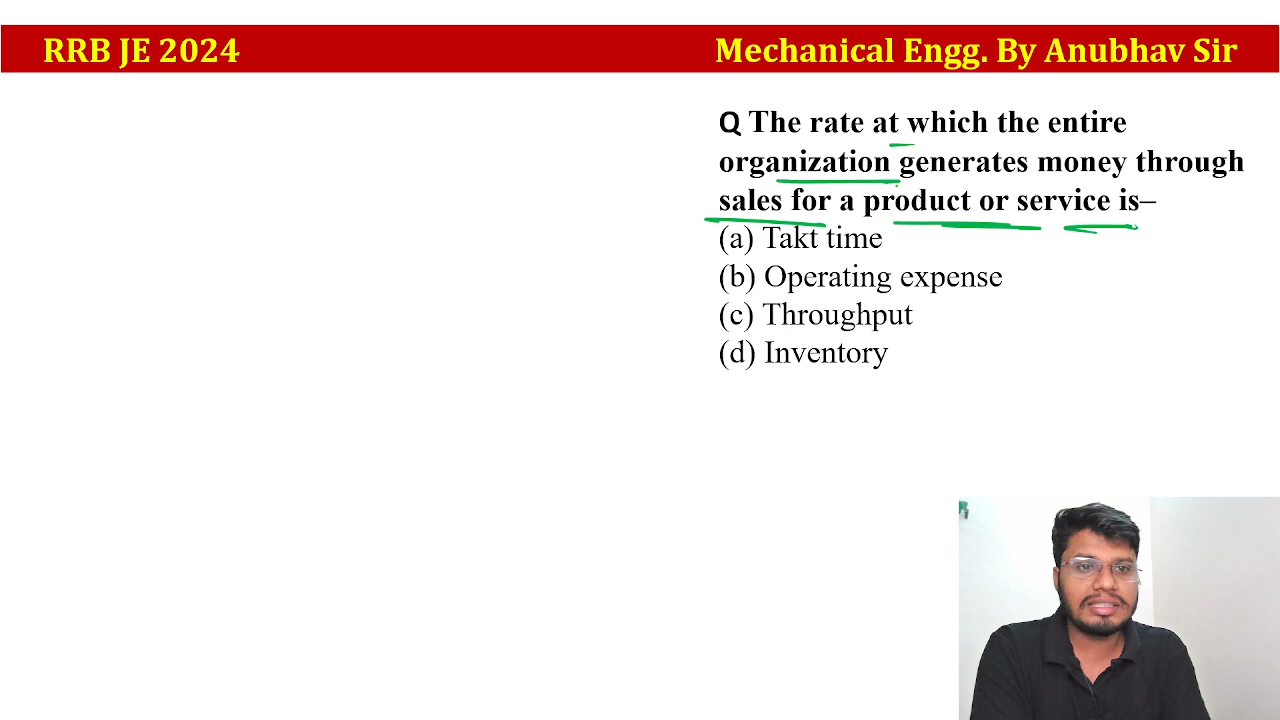 RRB JE 2024
Mechanical Engg. By Anubhav Sir
Q The rate at which the entire
organization generates money through
sales for a product or service is–
(a) Takt time
(b) Operating expense
(c) Throughput
(d) Inventory